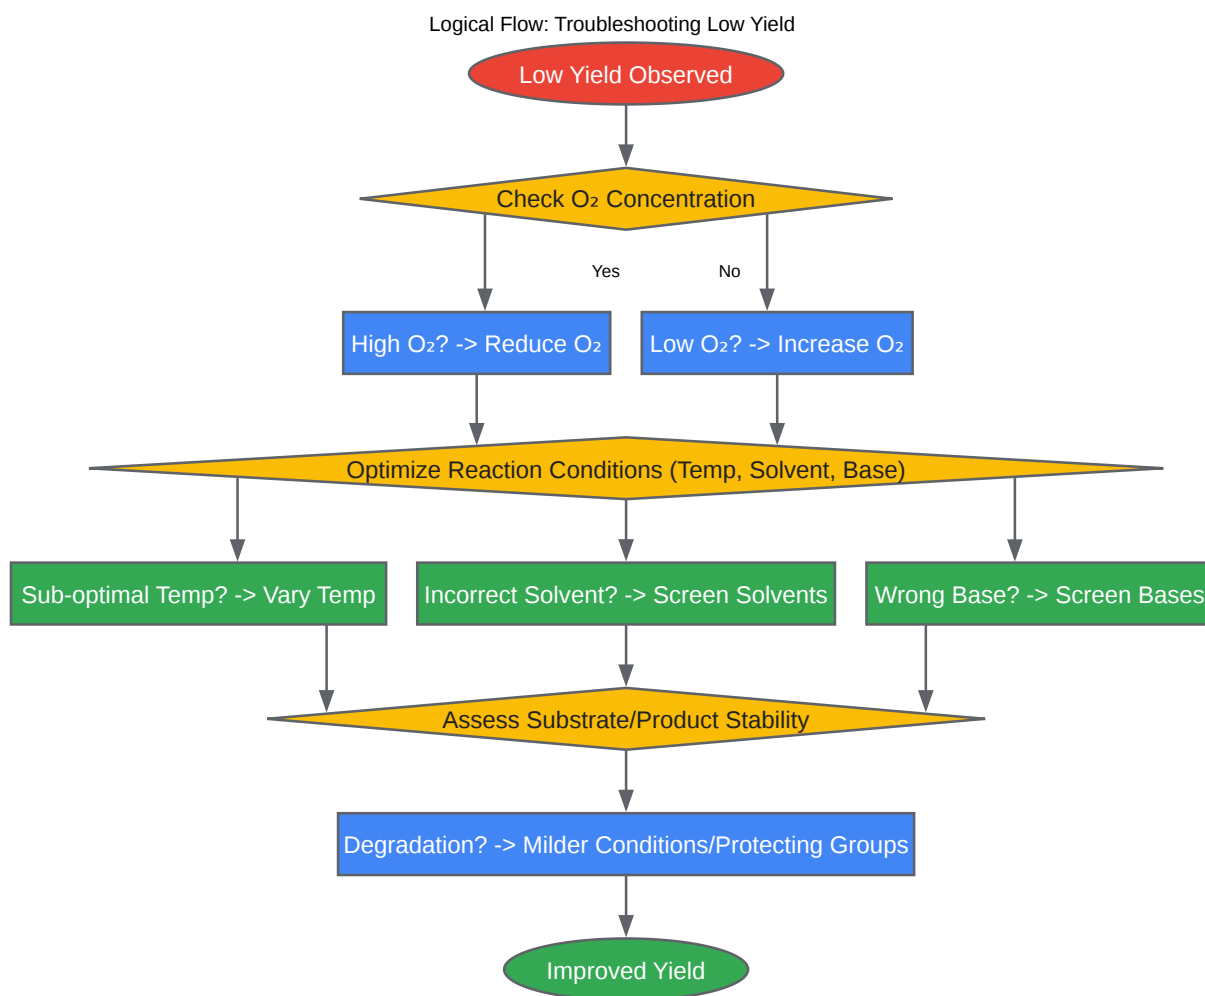 Logical Flow: Troubleshooting Low Yield
Low Yield Observed
Check O₂ Concentration
Yes
No
High O₂? -> Reduce O₂
Low O₂? -> Increase O₂
Optimize Reaction Conditions (Temp, Solvent, Base)
Sub-optimal Temp? -> Vary Temp
Incorrect Solvent? -> Screen Solvents
Wrong Base? -> Screen Bases
Assess Substrate/Product Stability
Degradation? -> Milder Conditions/Protecting Groups
Improved Yield